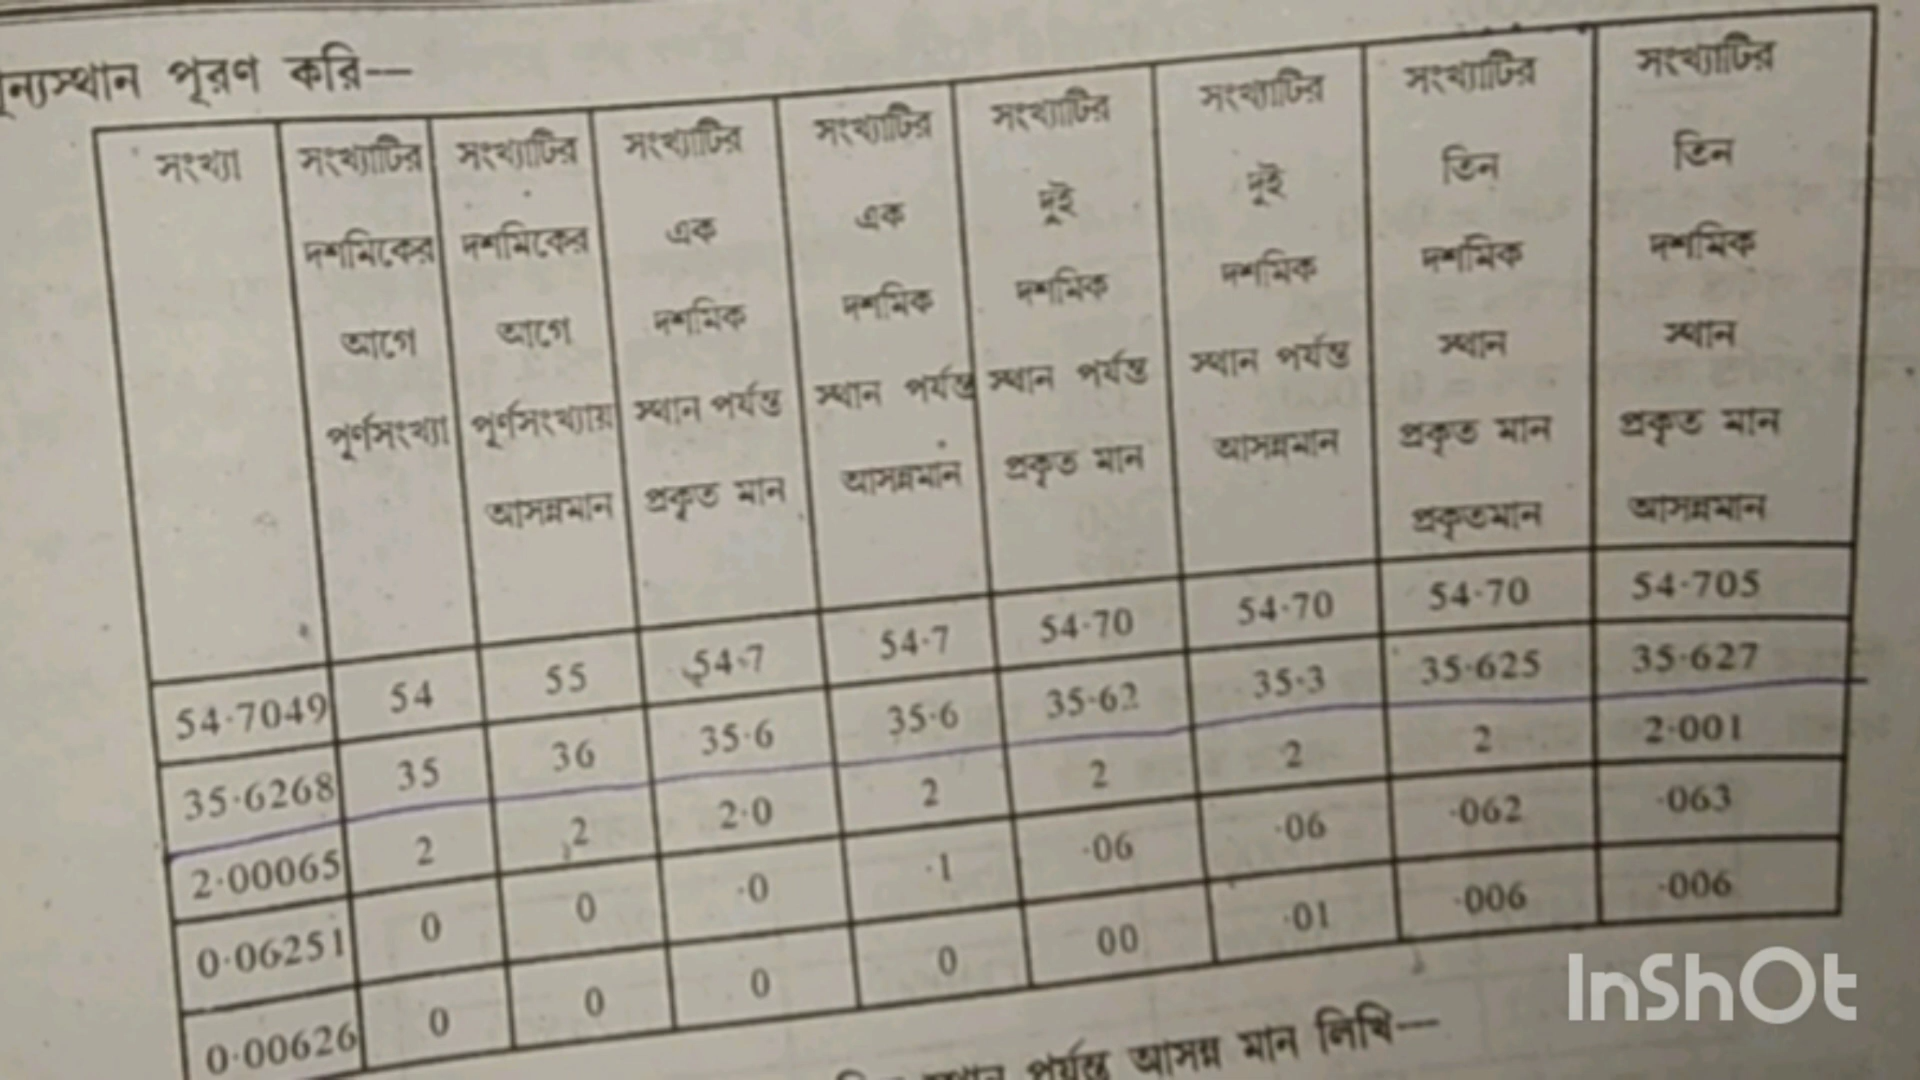 পূরণ করি—
সংখ্যা সংখ্যাটির দশমিকের আগে পূর্ণসংখ্যা সংখ্যাটির দশমিকের আগে পূর্ণসংখ্যায় আসন্নমান সংখ্যাটির এক দশমিক স্থান পর্যন্ত প্রকৃত মান সংখ্যাটির এক দশমিক স্থান পর্যন্ত আসন্নমান সংখ্যাটির দুই দশমিক স্থান পর্যন্ত প্রকৃত মান সংখ্যাটির দুই দশমিক স্থান পর্যন্ত আসন্নমান সংখ্যাটির তিন দশমিক স্থান প্রকৃত মান প্রকৃতমান সংখ্যাটির তিন দশমিক স্থান প্রকৃত মান আসন্নমান
54·7049 54 55 54·7 54·7 54·70 54·70 54·70 54·705
35·6268 35 36 35·6 35·6 35·62 35·3 35·625 35·627
2·00065 2 2 2·0 2 2 2 2 2·001
0·06251 0 0 ·0 ·1 ·06 ·06 ·062 ·063
0·00626 0 0 0 0 00 ·01 ·006 ·006
পর্যন্ত আসন্ন মান লিখি—
InShOt